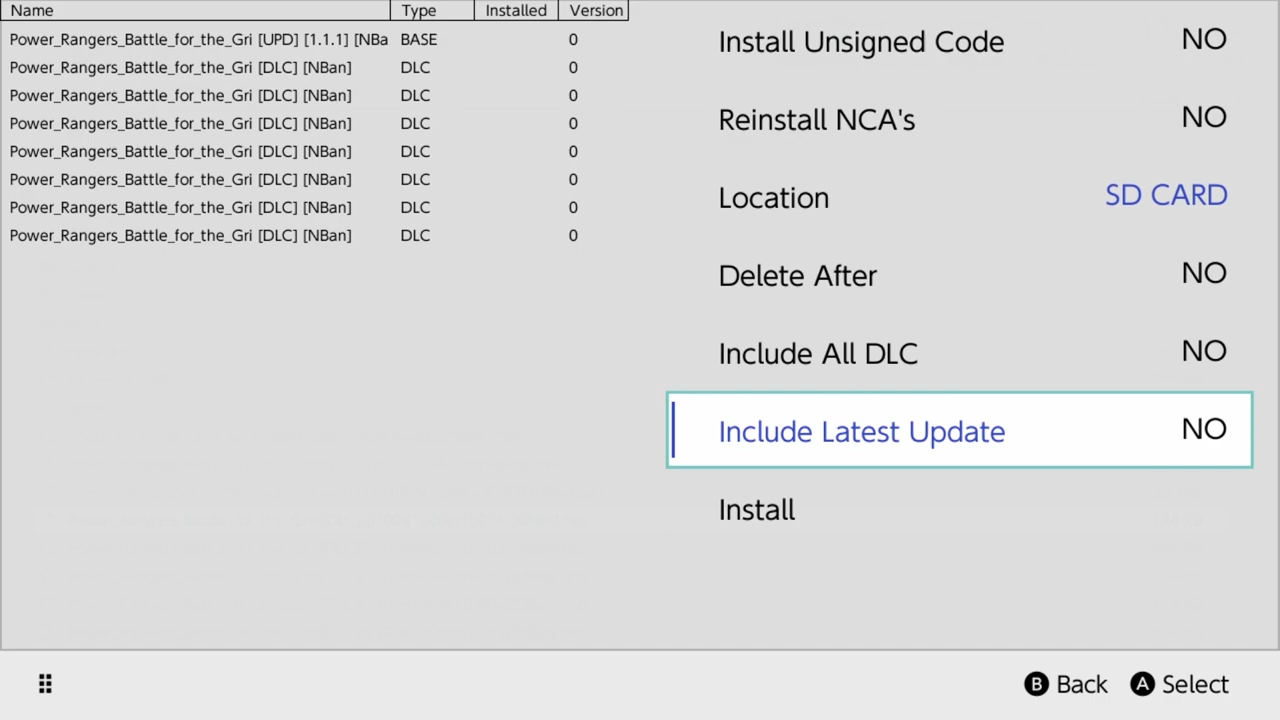 Name Type Installed Version
Power_Rangers_Battle_for_the_Gri [UPD] [1.1.1] [NBa BASE 0
Power_Rangers_Battle_for_the_Gri [DLC] [NBan] DLC 0
Power_Rangers_Battle_for_the_Gri [DLC] [NBan] DLC 0
Power_Rangers_Battle_for_the_Gri [DLC] [NBan] DLC 0
Power_Rangers_Battle_for_the_Gri [DLC] [NBan] DLC 0
Power_Rangers_Battle_for_the_Gri [DLC] [NBan] DLC 0
Power_Rangers_Battle_for_the_Gri [DLC] [NBan] DLC 0
Power_Rangers_Battle_for_the_Gri [DLC] [NBan] DLC 0
Install Unsigned Code NO
Reinstall NCA's NO
Location SD CARD
Delete After NO
Include All DLC NO
Include Latest Update NO
Install
B Back A Select